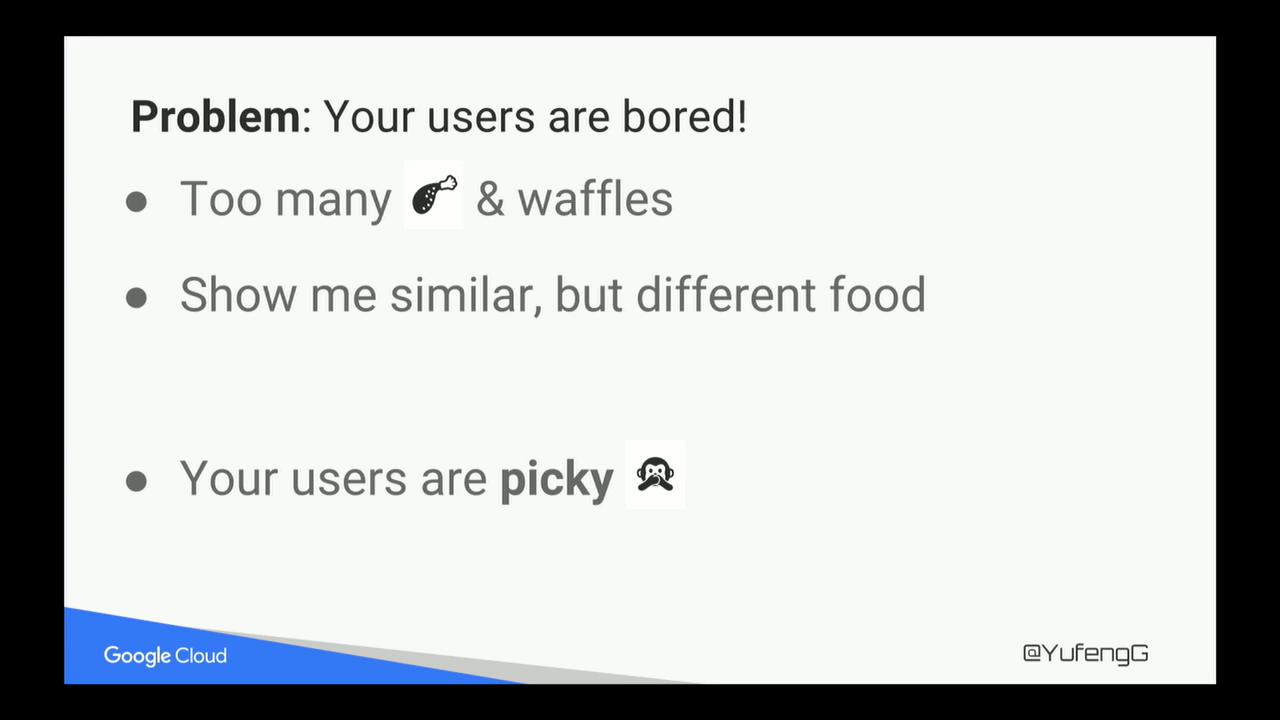 Problem: Your users are bored!
● Too many 🍗 & waffles
● Show me similar, but different food
● Your users are picky 🙊
Google Cloud
@YufengG